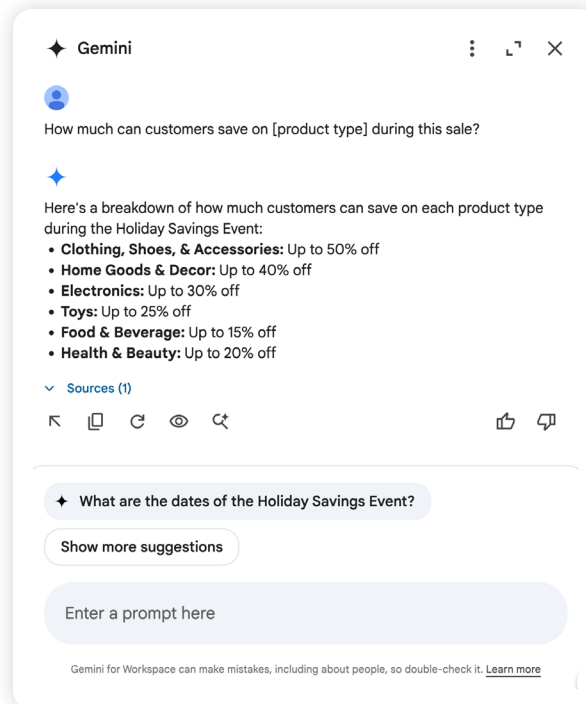 Gemini
How much can customers save on [product type] during this sale?
Here's a breakdown of how much customers can save on each product type
during the Holiday Savings Event:
• Clothing, Shoes, & Accessories: Up to 50% off
• Home Goods & Decor: Up to 40% off
• Electronics: Up to 30% off
• Toys: Up to 25% off
• Food & Beverage: Up to 15% off
• Health & Beauty: Up to 20% off
Sources (1)
What are the dates of the Holiday Savings Event?
Show more suggestions
Enter a prompt here
Gemini for Workspace can make mistakes, including about people, so double-check it. Learn more